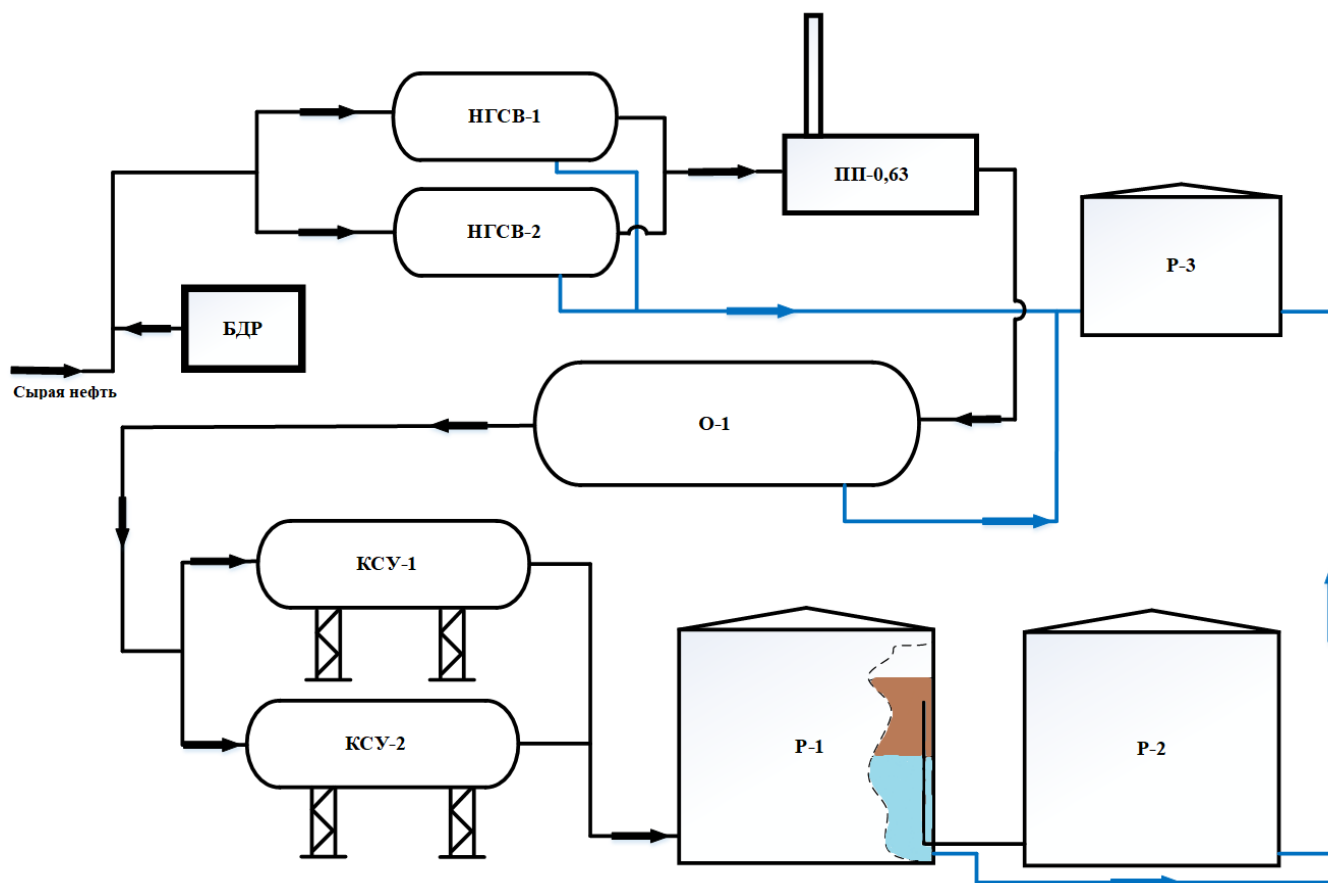 НГСВ-1
ПП-0,63
НГСВ-2
Р-3
БДР
Сырая нефть
О-1
КСУ-1
КСУ-2
Р-1
Р-2